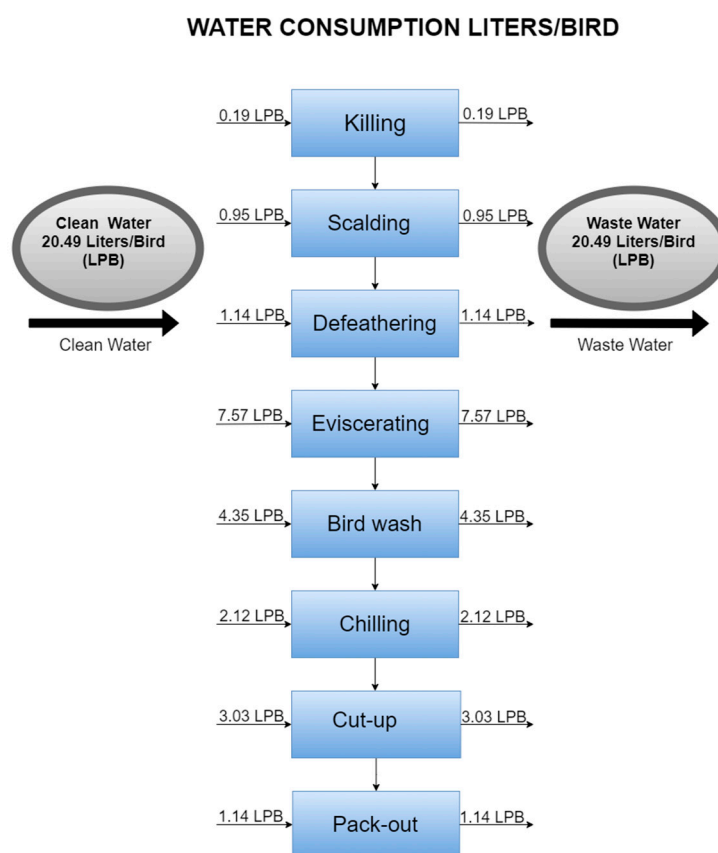 WATER CONSUMPTION LITERS/BIRD
0.19 LPB
Killing
0.19 LPB
Clean Water
20.49 Liters/Bird
(LPB)
0.95 LPB
Scalding
0.95 LPB
Waste Water
20.49 Liters/Bird
(LPB)
Clean Water
1.14 LPB
Defeathering
1.14 LPB
Waste Water
7.57 LPB
Eviscerating
7.57 LPB
4.35 LPB
Bird wash
4.35 LPB
2.12 LPB
Chilling
2.12 LPB
3.03 LPB
Cut-up
3.03 LPB
1.14 LPB
Pack-out
1.14 LPB